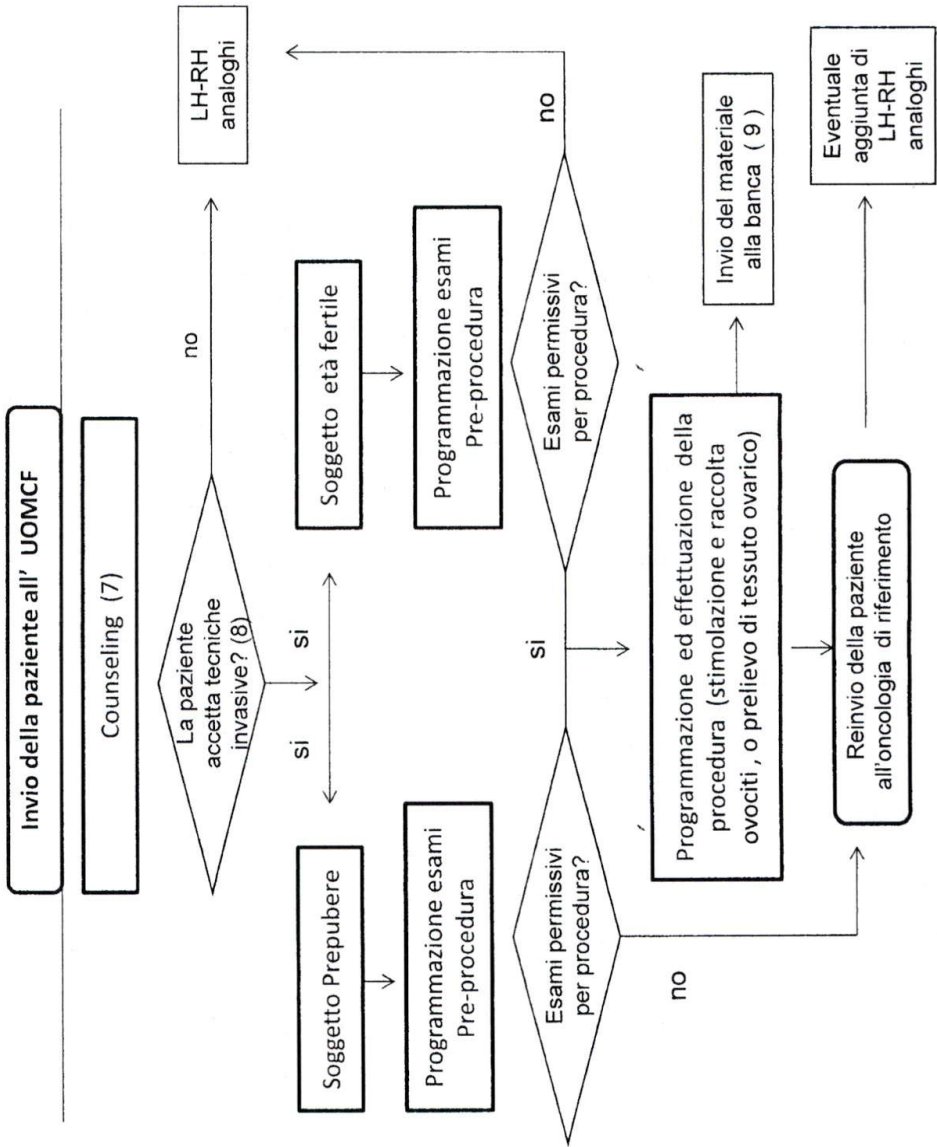 Invio della paziente all' UOMCF
Counseling (7)
La paziente
accetta tecniche
invasive? (8)
no
LH-RH
analoghi
si
si
Soggetto Prepubere
Soggetto età fertile
Programmazione esami
Pre-procedura
Programmazione esami
Pre-procedura
Esami permissivi
per procedura?
si
Esami permissivi
per procedura?
no
no
Programmazione ed effettuazione della
procedura (stimolazione e raccolta
ovociti , o prelievo di tessuto ovarico)
Invio del materiale
alla banca ( 9 )
Reinvio della paziente
all'oncologia di riferimento
Eventuale
aggiunta di
LH-RH
analoghi